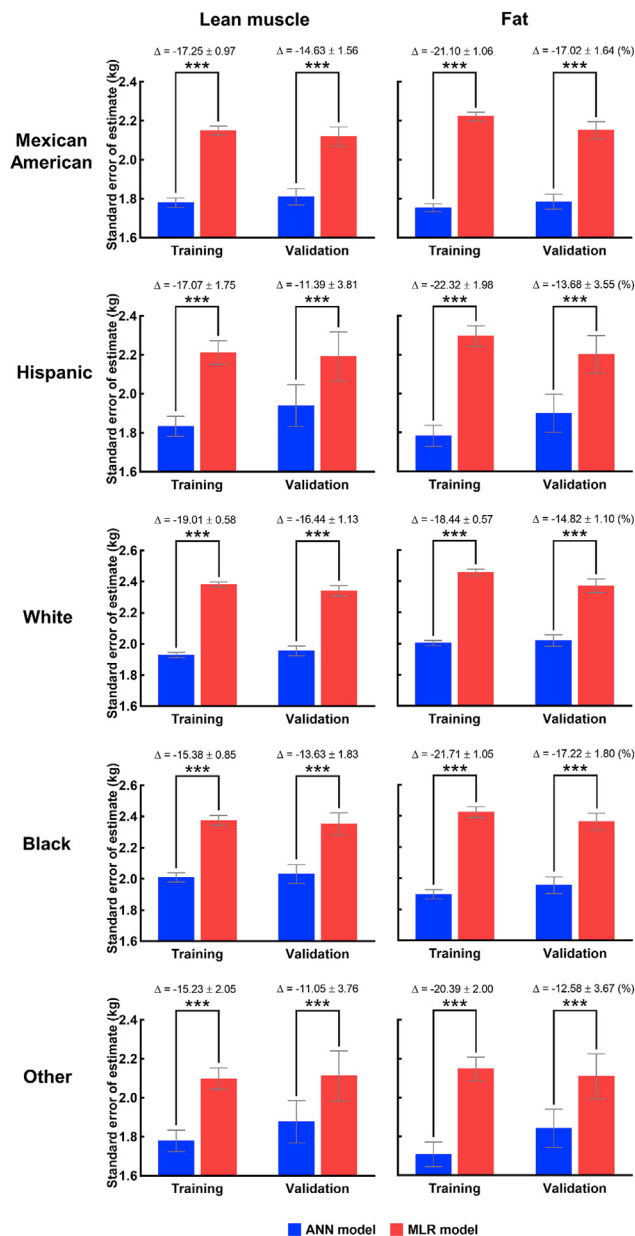 Lean muscle Fat
Δ = -17.25 ± 0.97 Δ = -14.63 ± 1.56 Δ = -21.10 ± 1.06 Δ = -17.02 ± 1.64 (%)
*** *** *** ***
Mexican
American
Standard error of estimate (kg)
2.4
2.2
2.0
1.8
1.6
Training Validation Training Validation
Δ = -17.07 ± 1.75 Δ = -11.39 ± 3.81 Δ = -22.32 ± 1.98 Δ = -13.68 ± 3.55 (%)
*** *** *** ***
Hispanic
Standard error of estimate (kg)
2.4
2.2
2.0
1.8
1.6
Training Validation Training Validation
Δ = -19.01 ± 0.58 Δ = -16.44 ± 1.13 Δ = -18.44 ± 0.57 Δ = -14.82 ± 1.10 (%)
*** *** *** ***
White
Standard error of estimate (kg)
2.6
2.4
2.2
2.0
1.8
1.6
Training Validation Training Validation
Δ = -15.38 ± 0.85 Δ = -13.63 ± 1.83 Δ = -21.71 ± 1.05 Δ = -17.22 ± 1.80 (%)
*** *** *** ***
Black
Standard error of estimate (kg)
2.6
2.4
2.2
2.0
1.8
1.6
Training Validation Training Validation
Δ = -15.23 ± 2.05 Δ = -11.05 ± 3.76 Δ = -20.39 ± 2.00 Δ = -12.58 ± 3.67 (%)
*** *** *** ***
Other
Standard error of estimate (kg)
2.4
2.2
2.0
1.8
1.6
Training Validation Training Validation
ANN model MLR model